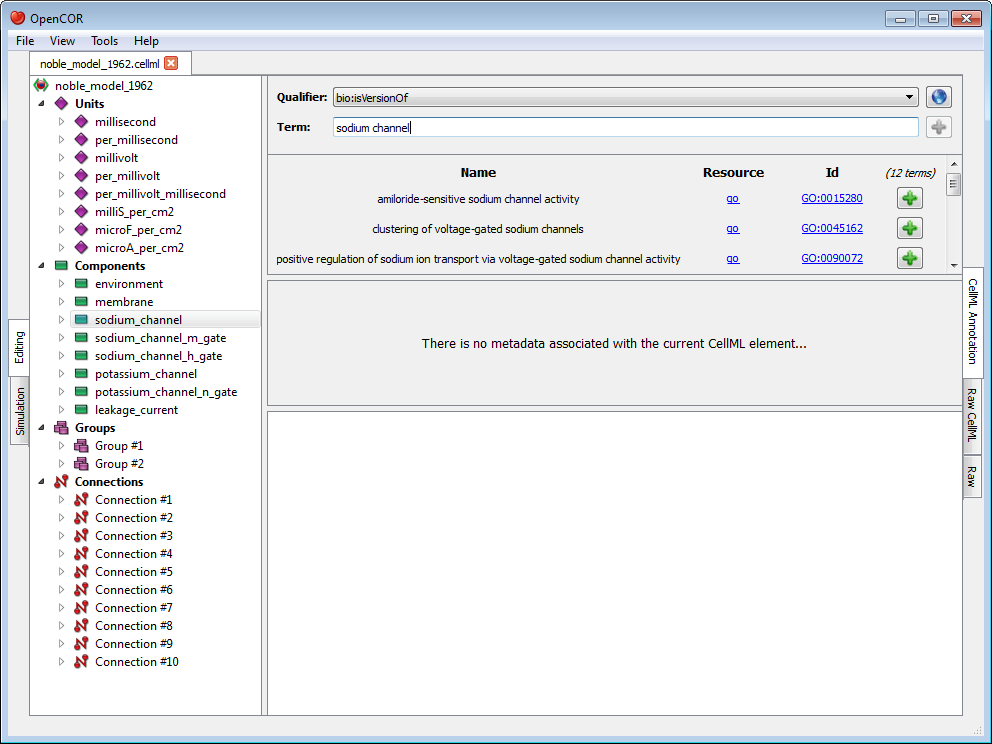 OpenCOR
File View Tools Help
noble_model_1962.cellml
Editing
Simulation
noble_model_1962
Units
millisecond
per_millisecond
millivolt
per_millivolt
per_millivolt_millisecond
milliS_per_cm2
microF_per_cm2
microA_per_cm2
Components
environment
membrane
sodium_channel
sodium_channel_m_gate
sodium_channel_h_gate
potassium_channel
potassium_channel_n_gate
leakage_current
Groups
Group #1
Group #2
Connections
Connection #1
Connection #2
Connection #3
Connection #4
Connection #5
Connection #6
Connection #7
Connection #8
Connection #9
Connection #10
Qualifier: bio:isVersionOf
Term: sodium channel
Name Resource Id (12 terms)
amiloride-sensitive sodium channel activity go GO:0015280
clustering of voltage-gated sodium channels go GO:0045162
positive regulation of sodium ion transport via voltage-gated sodium channel activity go GO:0090072
There is no metadata associated with the current CellML element...
CellML Annotation
Raw CellML
Raw